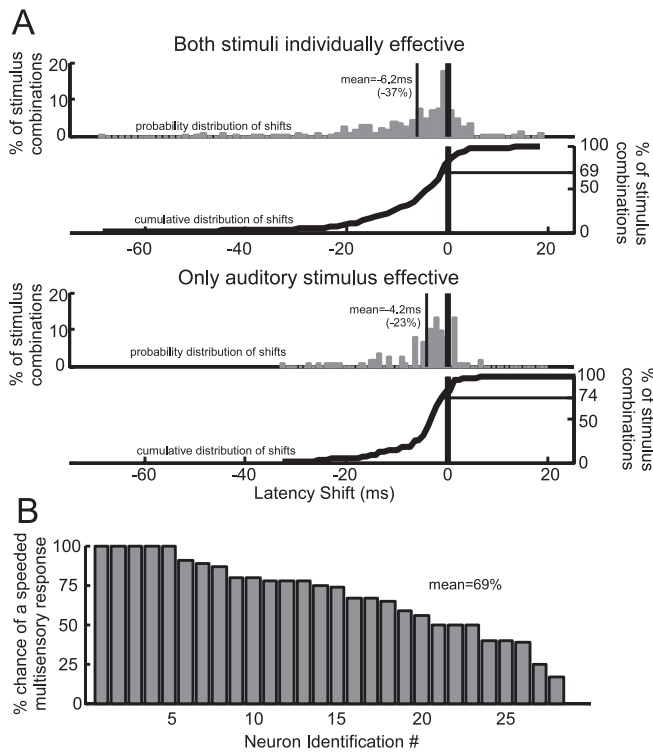 A
Both stimuli individually effective
% of stimulus
combinations
20
10
0
mean=-6.2ms
(-37%)
probability distribution of shifts
100
69
50
0
% of stimulus
combinations
cumulative distribution of shifts
-60
-40
-20
0
20
Only auditory stimulus effective
% of stimulus
combinations
20
10
0
mean=-4.2ms
(-23%)
probability distribution of shifts
100
74
50
0
% of stimulus
combinations
cumulative distribution of shifts
-60
-40
-20
0
20
Latency Shift (ms)
B
% chance of a speeded
multisensory response
100
75
50
25
0
mean=69%
5
10
15
20
25
Neuron Identification #